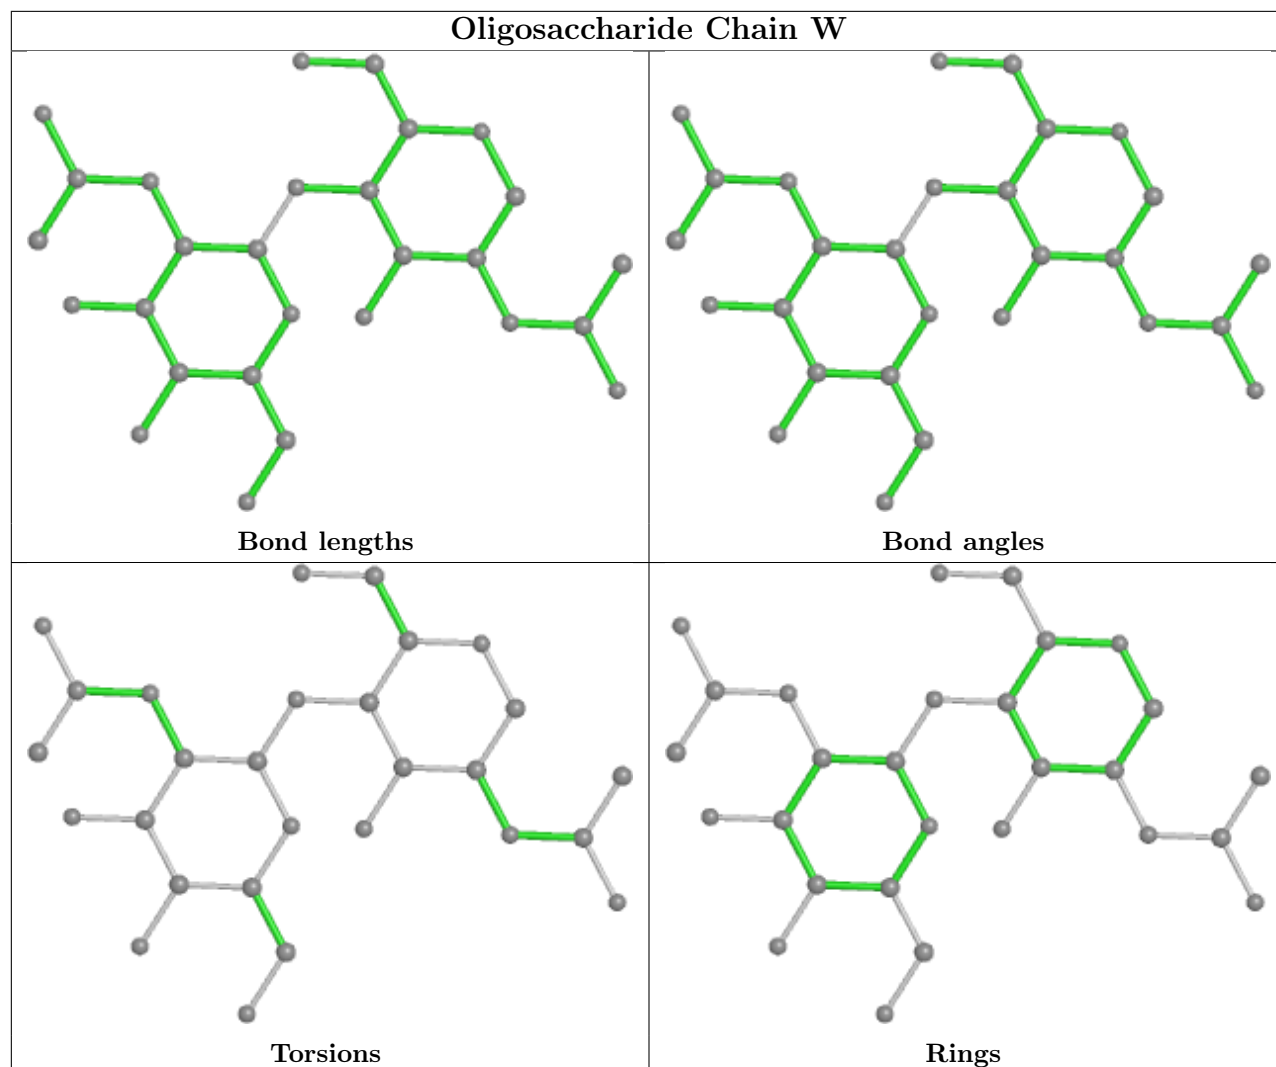 Oligosaccharide Chain W
Bond lengths
Bond angles
Torsions
Rings